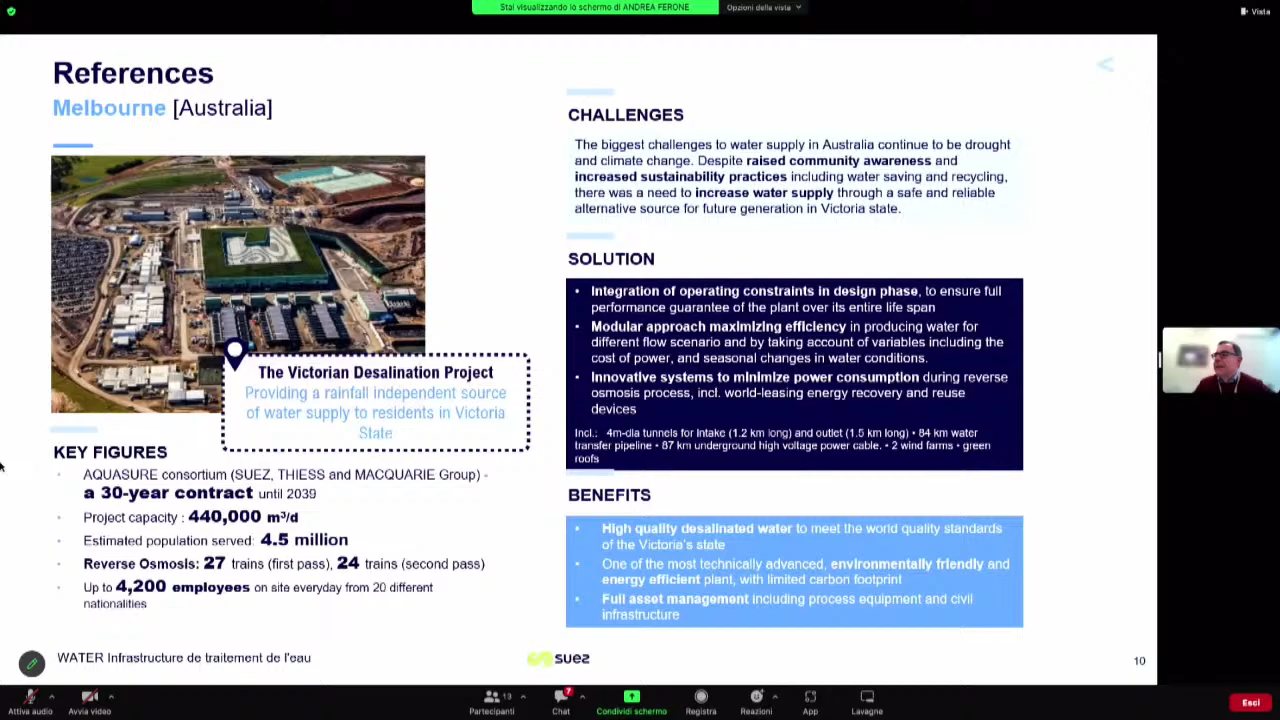 Stai visualizzando lo schermo di ANDREA FERONE
Opzioni della vista
Vista
References
Melbourne [Australia]
The Victorian Desalination Project
Providing a rainfall independent source
of water supply to residents in Victoria
State
KEY FIGURES
• AQUASURE consortium (SUEZ, THIESS and MACQUARIE Group) -
a 30-year contract until 2039
• Project capacity : 440,000 m³/d
• Estimated population served: 4.5 million
• Reverse Osmosis: 27 trains (first pass), 24 trains (second pass)
• Up to 4,200 employees on site everyday from 20 different
nationalities
CHALLENGES
The biggest challenges to water supply in Australia continue to be drought
and climate change. Despite raised community awareness and
increased sustainability practices including water saving and recycling,
there was a need to increase water supply through a safe and reliable
alternative source for future generation in Victoria state.
SOLUTION
• Integration of operating constraints in design phase, to ensure full
performance guarantee of the plant over its entire life span
• Modular approach maximizing efficiency in producing water for
different flow scenario and by taking account of variables including the
cost of power, and seasonal changes in water conditions.
• Innovative systems to minimize power consumption during reverse
osmosis process, incl. world-leasing energy recovery and reuse
devices
Incl.: 4m-dia tunnels for Intake (1.2 km long) and outlet (1.5 km long) • 84 km water
transfer pipeline • 87 km underground high voltage power cable. • 2 wind farms • green
roofs
BENEFITS
• High quality desalinated water to meet the world quality standards
of the Victoria's state
• One of the most technically advanced, environmentally friendly and
energy efficient plant, with limited carbon footprint
• Full asset management including process equipment and civil
infrastructure
WATER Infrastructure de traitement de l'eau
suez
10
Attiva audio
Avvia video
Partecipanti
13
Chat
7
Condividi schermo
Registra
Reazioni
App
Lavagne
Esci